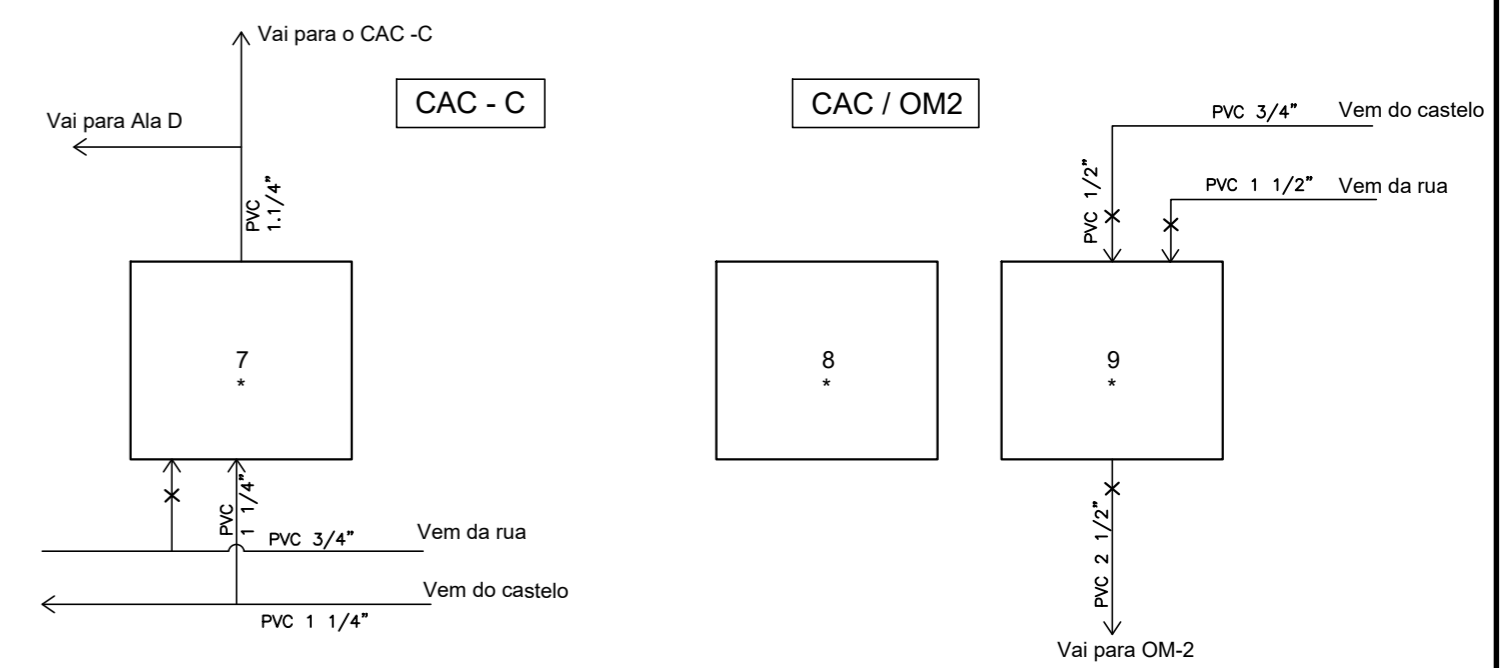 Vai para o CAC -C
CAC - C
CAC / OM2
PVC 3/4" Vem do castelo
Vai para Ala D
PVC 1/2"
PVC 1 1/2" Vem da rua
PVC
1.1/4"
7
*
8
*
9
*
PVC
1 1/4"
PVC 3/4" Vem da rua
PVC 2 1/2"
Vem do castelo
PVC 1 1/4"
Vai para OM-2